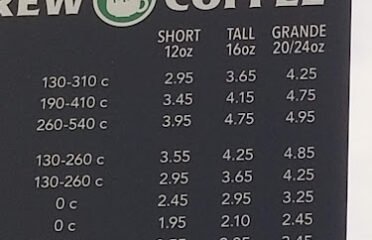 REW COFFEE
SHORT TALL GRANDE
12oz 16oz 20/24oz
130-310 c 2.95 3.65 4.25
190-410 c 3.45 4.15 4.75
260-540 c 3.95 4.75 4.95
130-260 c 3.55 4.25 4.85
130-260 c 2.95 3.65 4.25
0 c 2.45 2.95 3.25
0 c 1.95 2.10 2.45